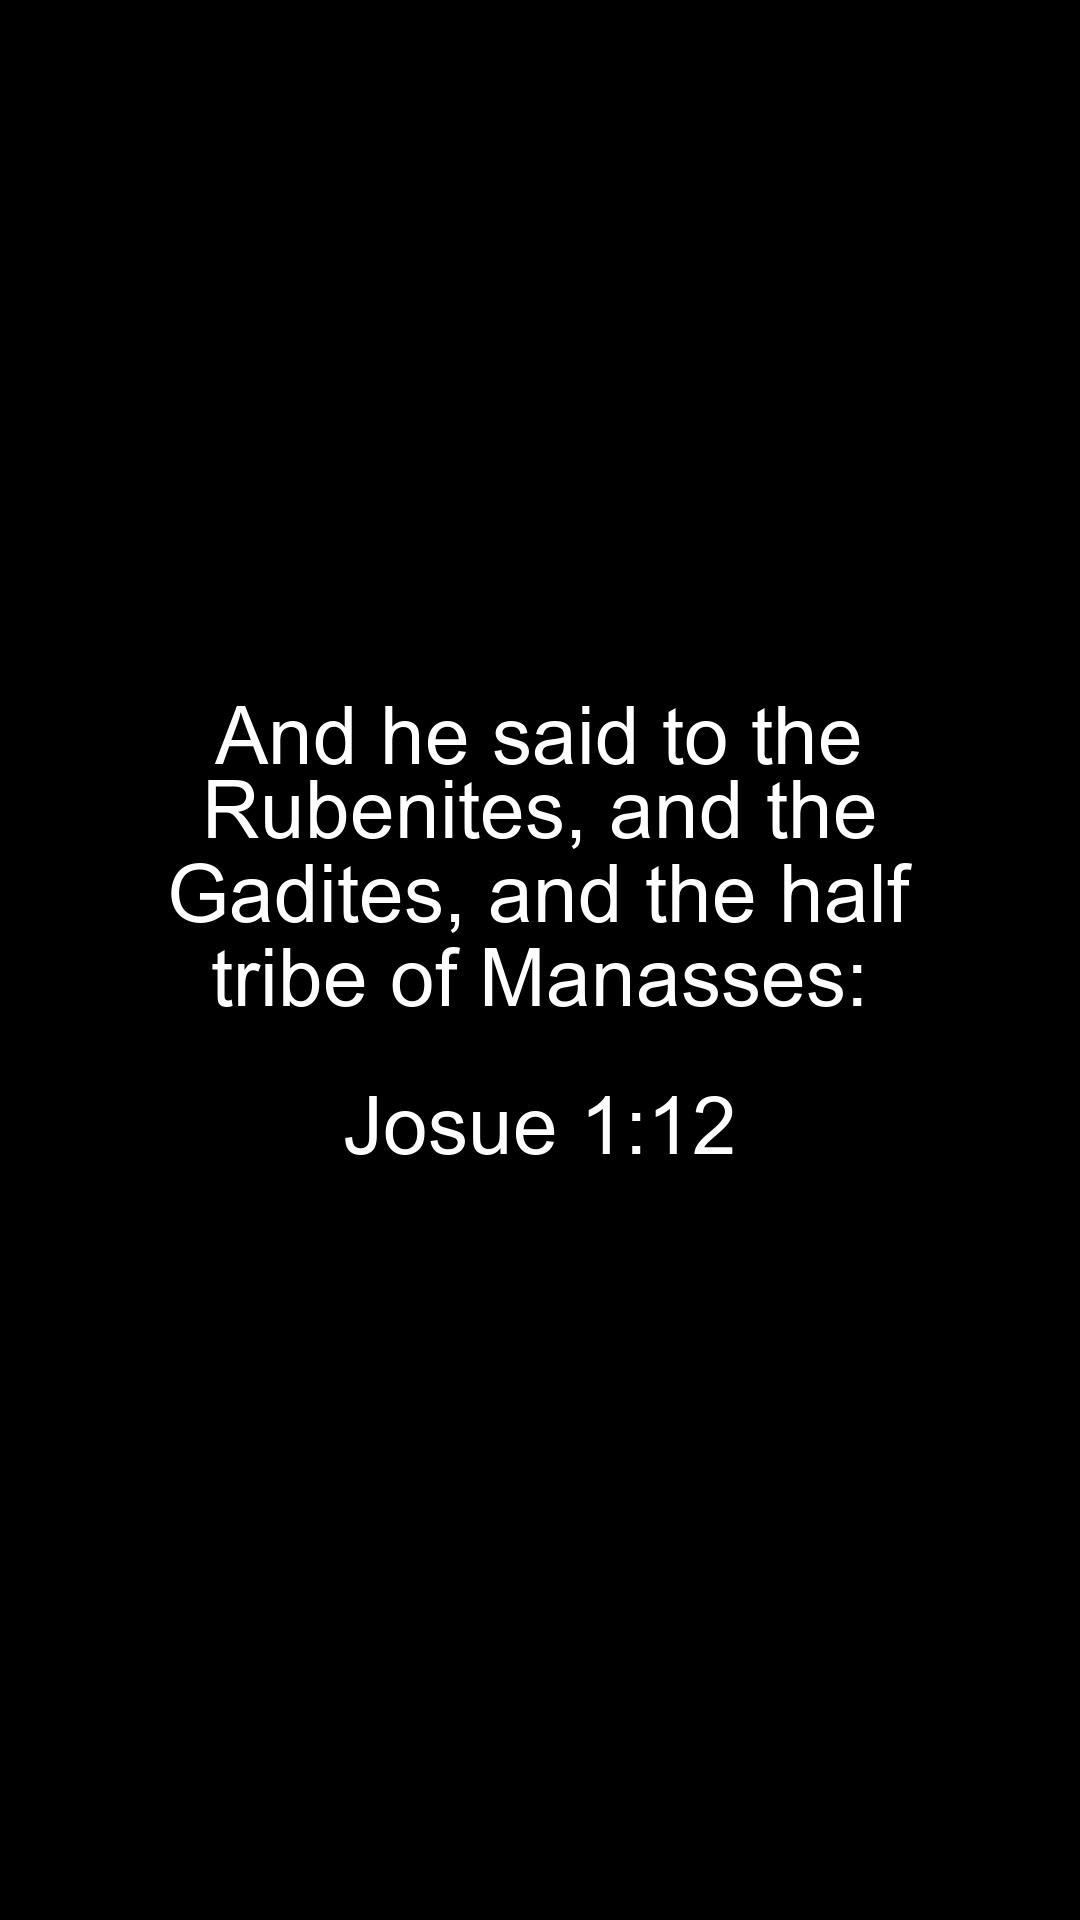 And he said to the
Rubenites, and the
Gadites, and the half
tribe of Manasses:
Josue 1:12